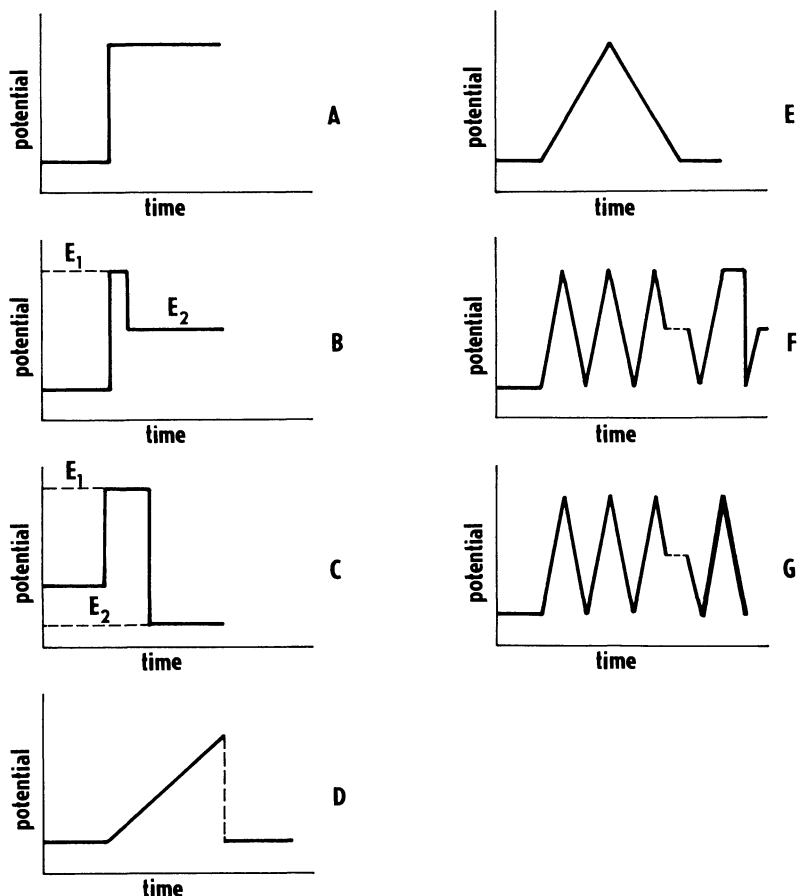 potential
A
time
E₁
E₂
potential
B
time
E₁
E₂
potential
C
time
potential
D
time
potential
E
time
potential
F
time
potential
G
time